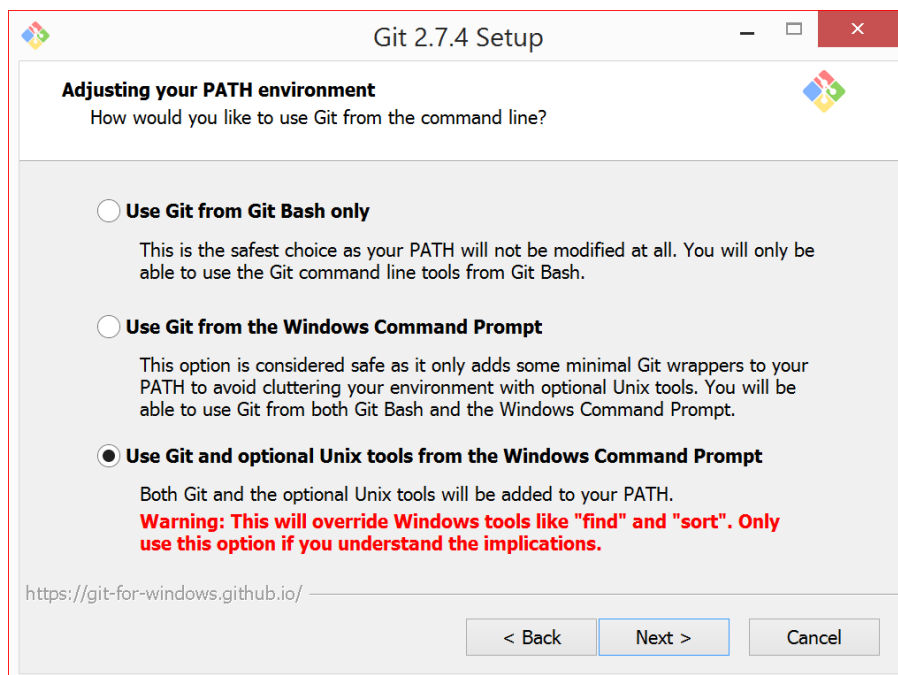 Git 2.7.4 Setup
Adjusting your PATH environment
How would you like to use Git from the command line?
Use Git from Git Bash only
This is the safest choice as your PATH will not be modified at all. You will only be
able to use the Git command line tools from Git Bash.
Use Git from the Windows Command Prompt
This option is considered safe as it only adds some minimal Git wrappers to your
PATH to avoid cluttering your environment with optional Unix tools. You will be
able to use Git from both Git Bash and the Windows Command Prompt.
Use Git and optional Unix tools from the Windows Command Prompt
Both Git and the optional Unix tools will be added to your PATH.
Warning: This will override Windows tools like "find" and "sort". Only
use this option if you understand the implications.
https://git-for-windows.github.io/
< Back Next > Cancel